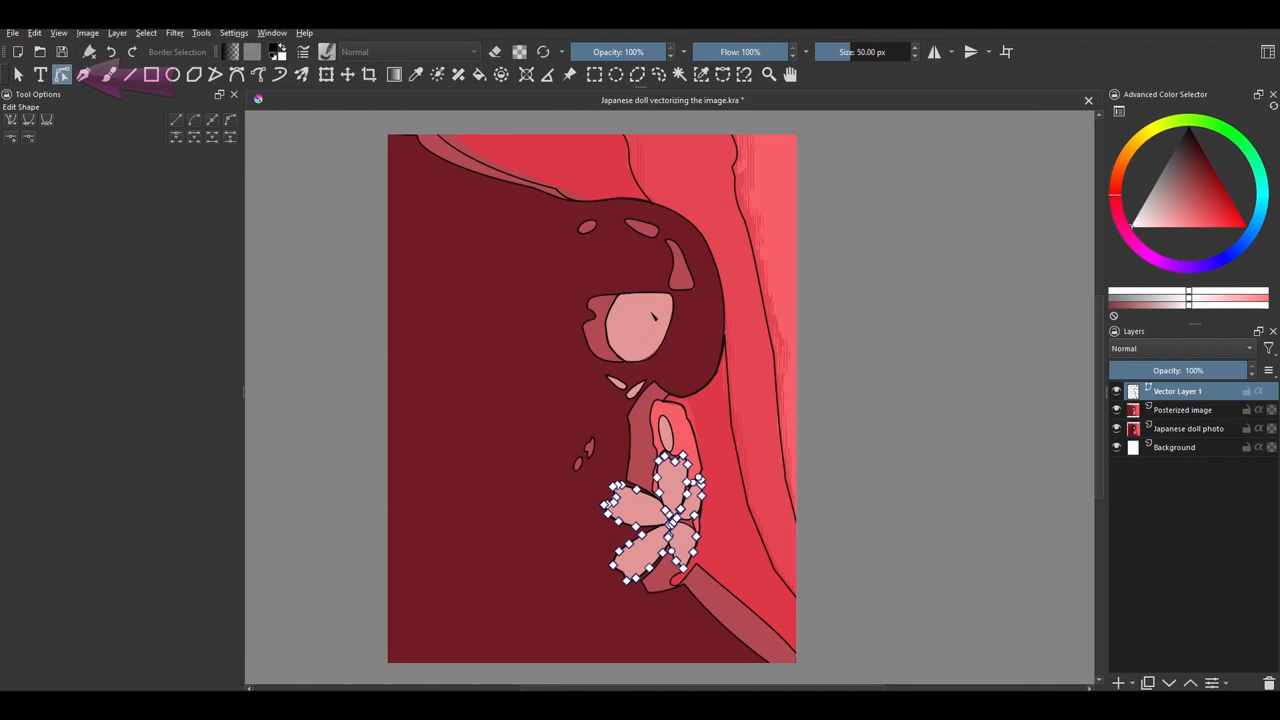 File Edit View Image Layer Select Filter Tools Settings Window Help
Border Selection Normal Opacity: 100% Flow: 100% Size: 50.00 px
Tool Options
Edit Shape
Japanese doll vectorizing the image.kra *
Advanced Color Selector
Layers
Normal
Opacity: 100%
Vector Layer 1
Posterized image
Japanese doll photo
Background